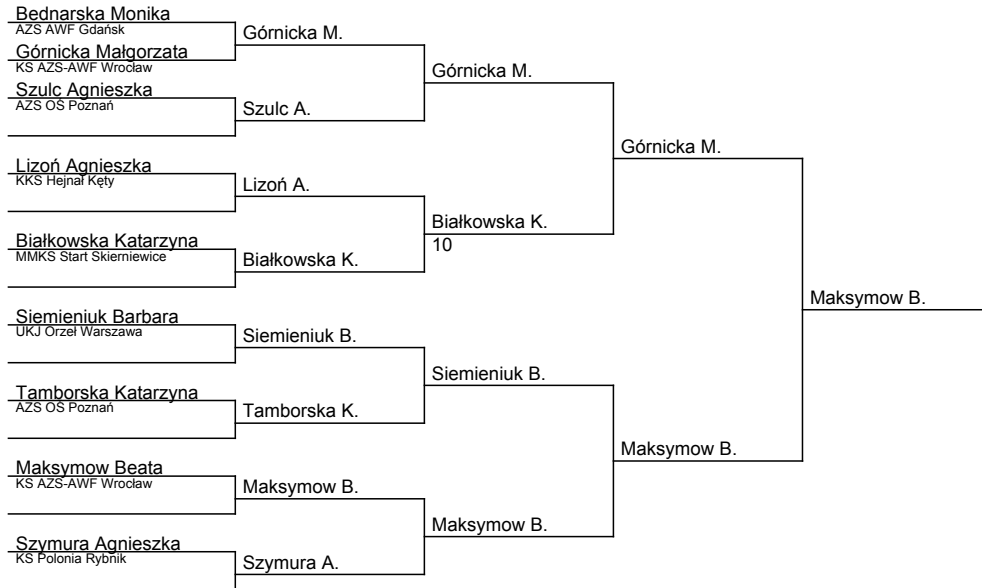 Bednarska Monika
AZS AWF Gdańsk
Górnicka Małgorzata
KS AZS-AWF Wrocław
Szulc Agnieszka
AZS OŚ Poznań
Lizoń Agnieszka
KKS Hejnał Kęty
Białkowska Katarzyna
MMKS Start Skierniewice
Siemieniuk Barbara
UKJ Orzeł Warszawa
Tamborska Katarzyna
AZS OŚ Poznań
Maksymow Beata
KS AZS-AWF Wrocław
Szymura Agnieszka
KS Polonia Rybnik
Górnicka M.
Szulc A.
Lizoń A.
Białkowska K.
Siemieniuk B.
Tamborska K.
Maksymow B.
Szymura A.
Górnicka M.
Białkowska K.
10
Siemieniuk B.
Maksymow B.
Górnicka M.
Maksymow B.
Maksymow B.